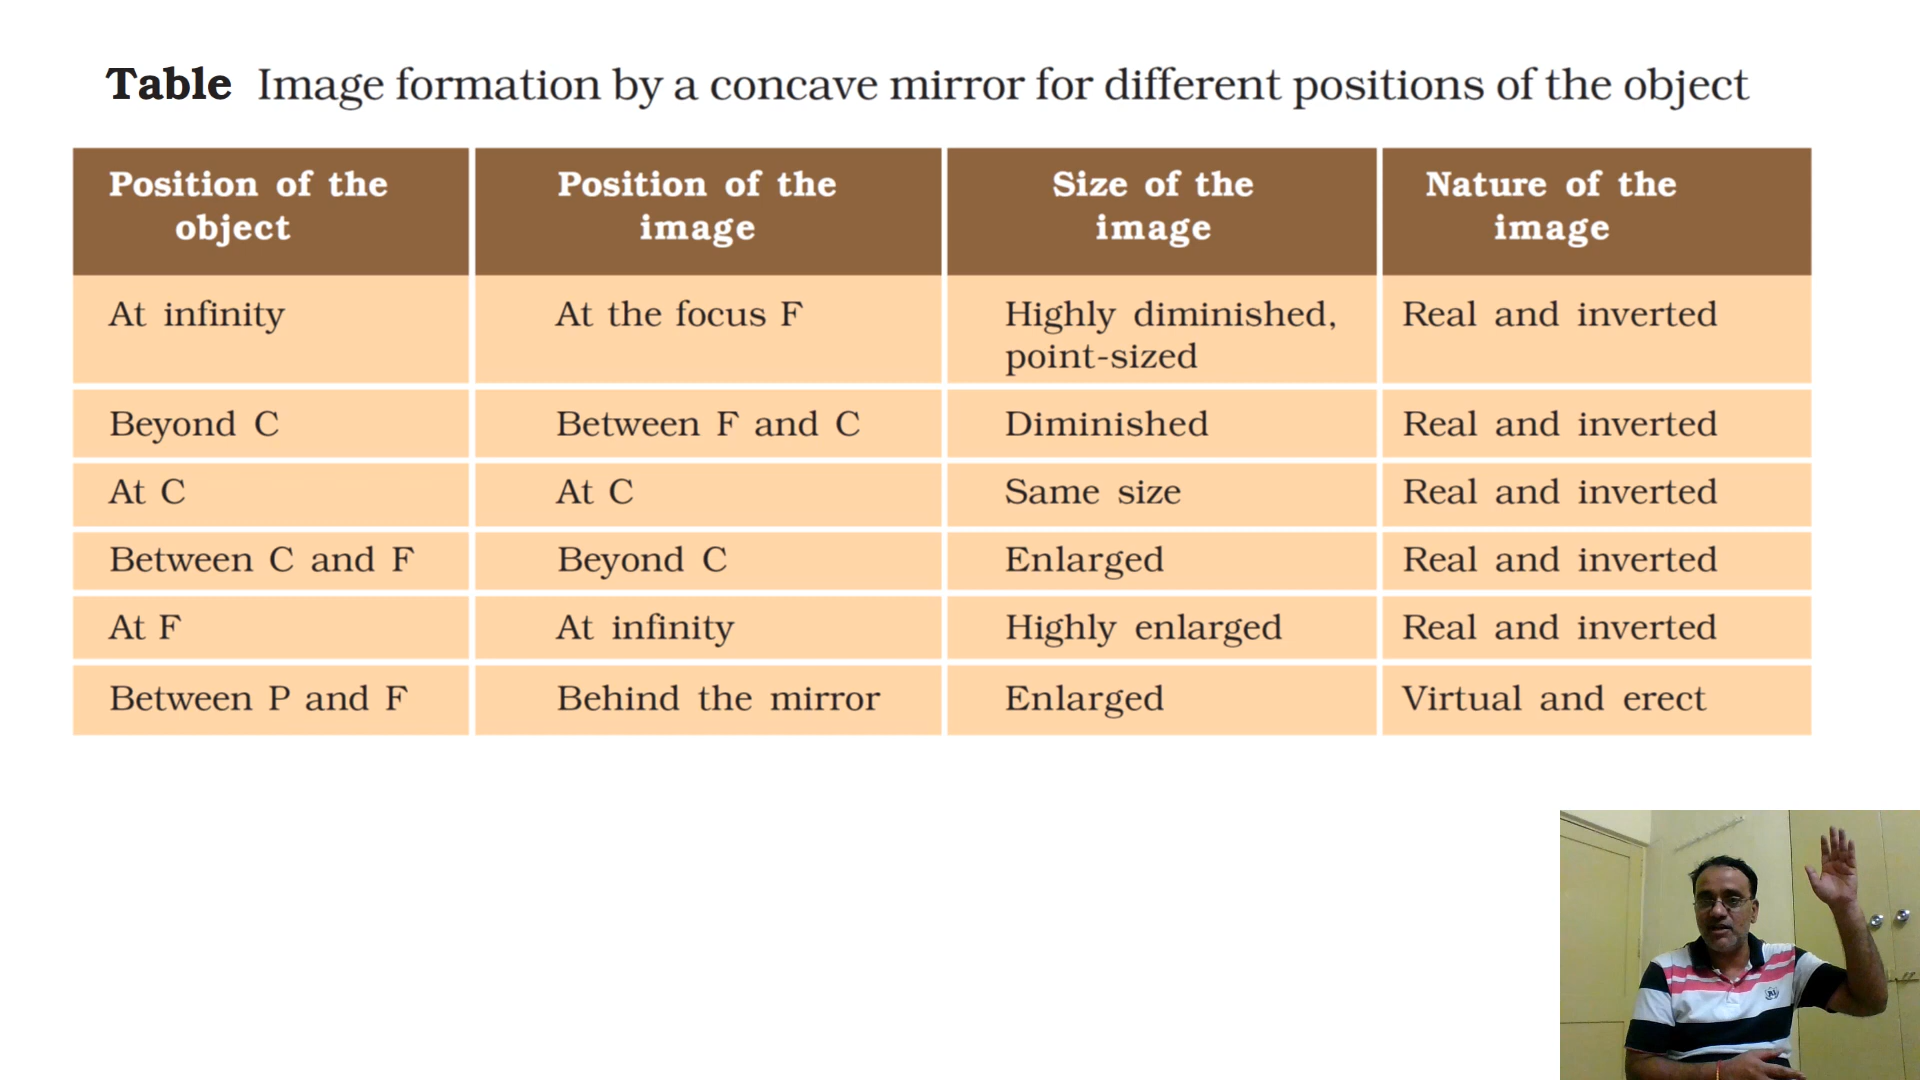 Table Image formation by a concave mirror for different positions of the object
Position of the object Position of the image Size of the image Nature of the image
At infinity At the focus F Highly diminished, point-sized Real and inverted
Beyond C Between F and C Diminished Real and inverted
At C At C Same size Real and inverted
Between C and F Beyond C Enlarged Real and inverted
At F At infinity Highly enlarged Real and inverted
Between P and F Behind the mirror Enlarged Virtual and erect